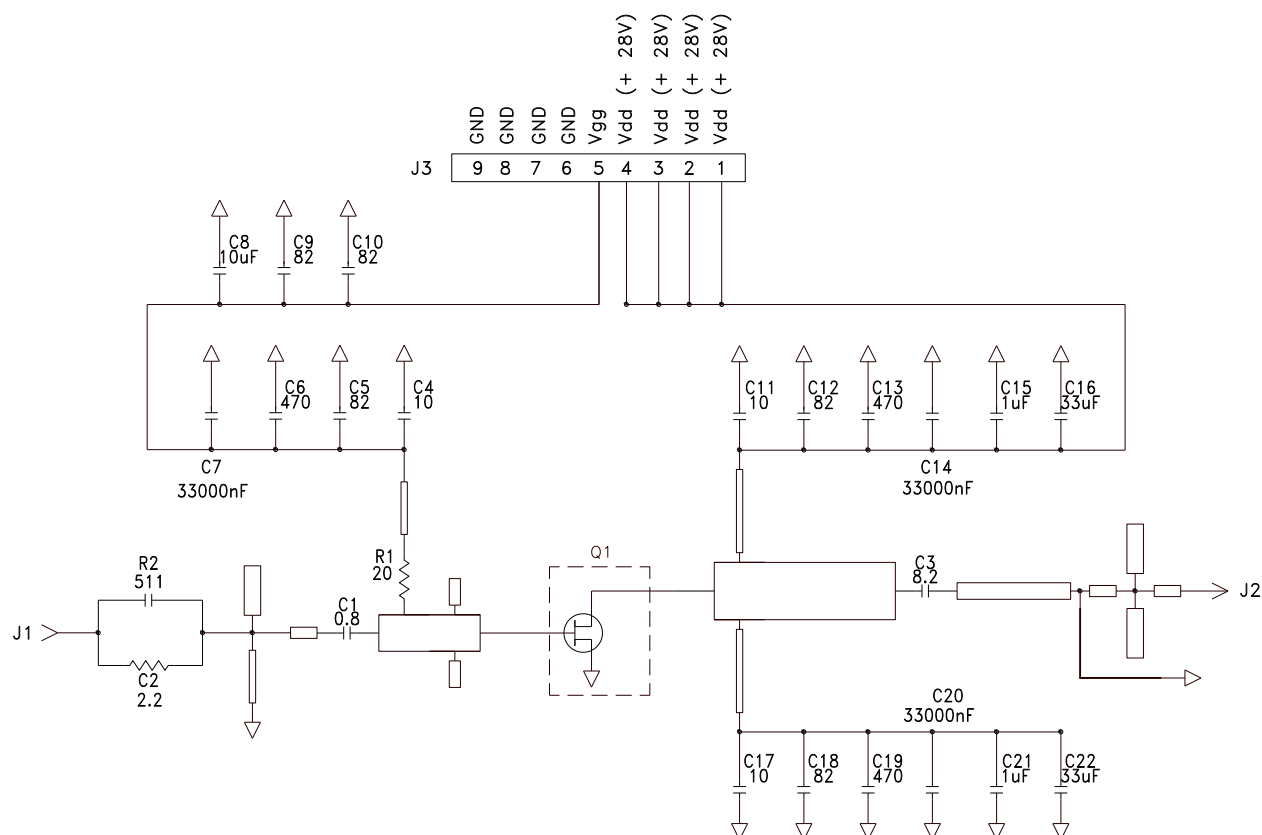 GND
GND
GND
GND
Vgg
Vdd (+ 28V)
Vdd (+ 28V)
Vdd (+ 28V)
Vdd (+ 28V)
J3 9 8 7 6 5 4 3 2 1
C8
10uF
C9
82
C10
82
C6
470
C5
82
C4
10
C11
10
C12
82
C13
470
C15
1uF
C16
33uF
C7
33000nF
C14
33000nF
R2
511
R1
20
Q1
C3
8.2
C1
0.8
J1
J2
C2
2.2
C20
33000nF
C17
10
C18
82
C19
470
C21
1uF
C22
33uF